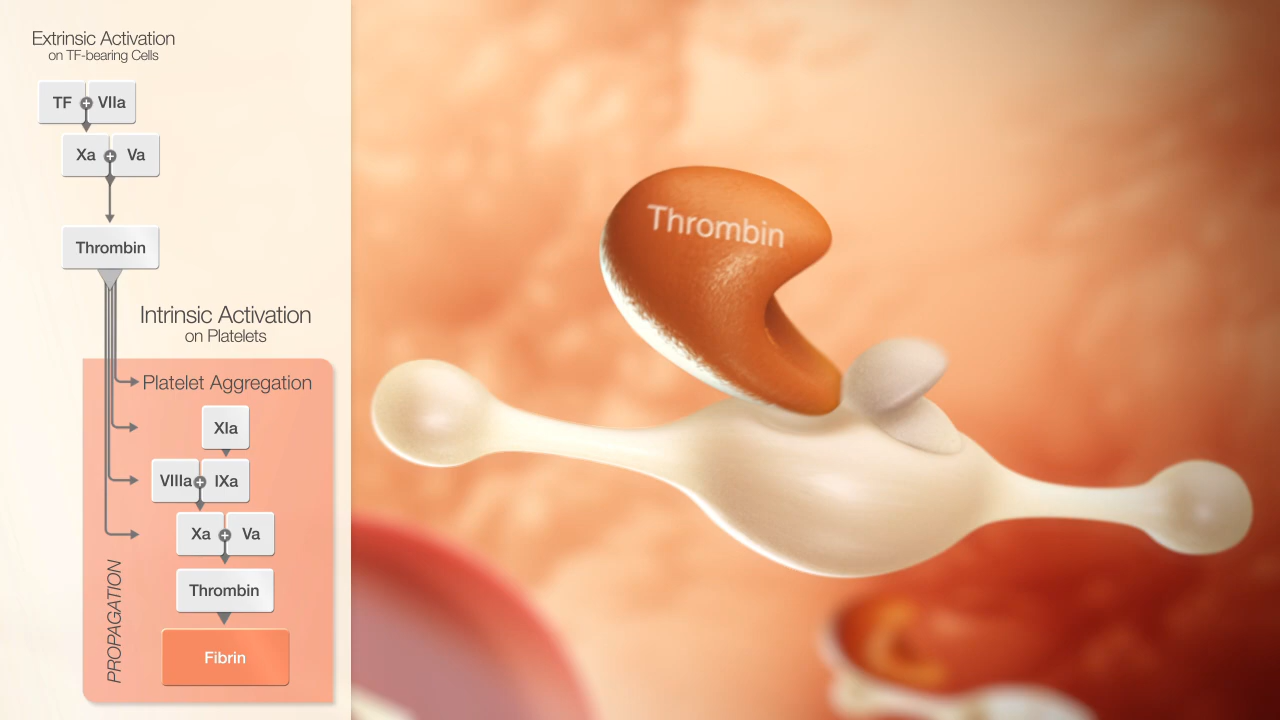 Extrinsic Activation
on TF-bearing Cells
TF + VIIa
Xa + Va
Thrombin
Intrinsic Activation
on Platelets
Platelet Aggregation
XIa
VIIIa + IXa
Xa + Va
Thrombin
Fibrin
PROPAGATION
Thrombin